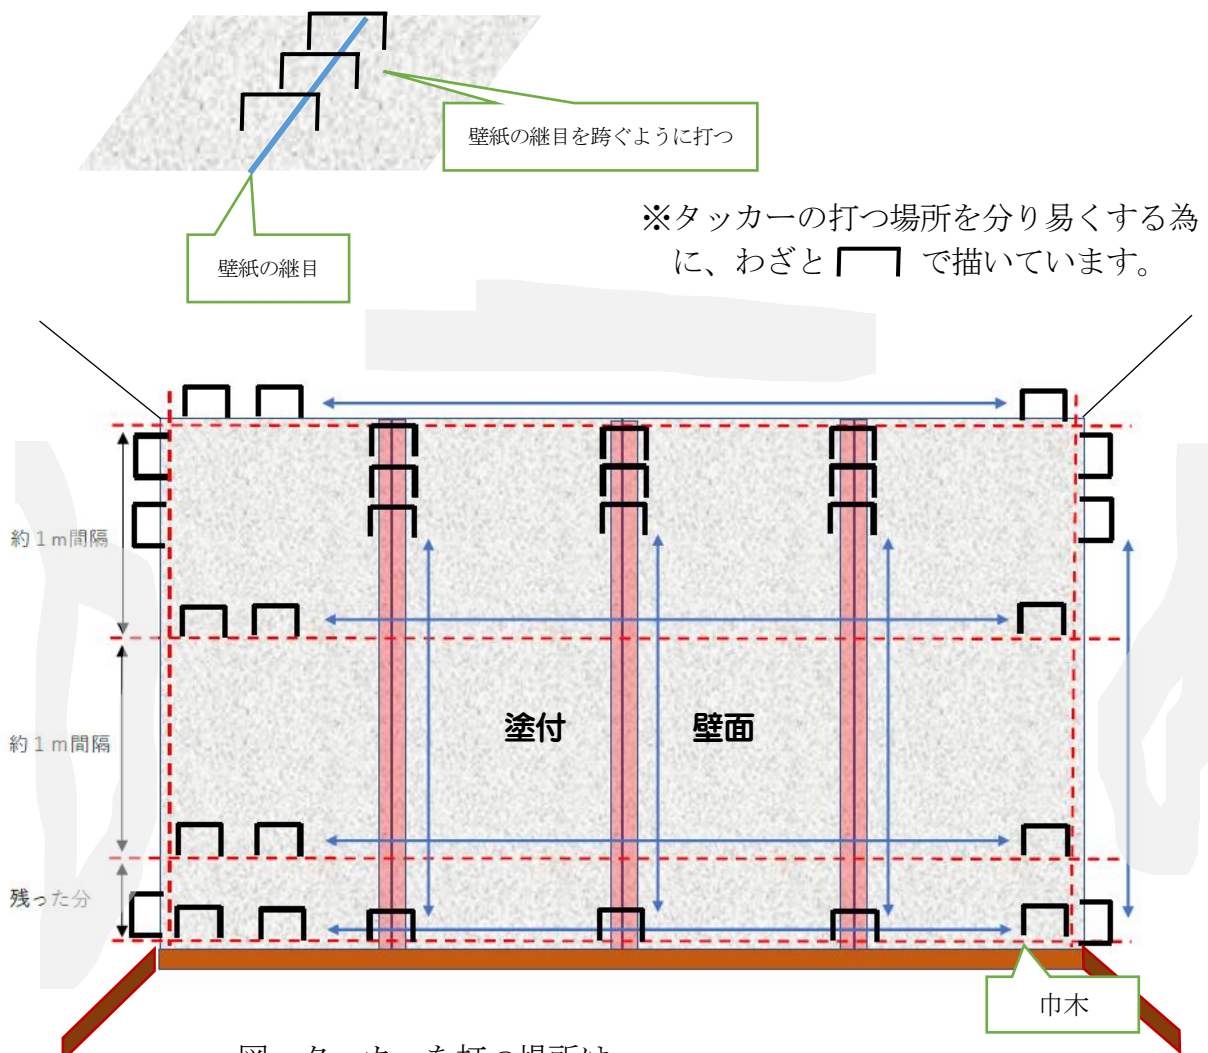 壁紙の継目を跨ぐように打つ
壁紙の継目
※タッカーの打つ場所を分り易くする為
に、わざと で描いています。
約１ｍ間隔
約１ｍ間隔
残った分
塗付 壁面
巾木